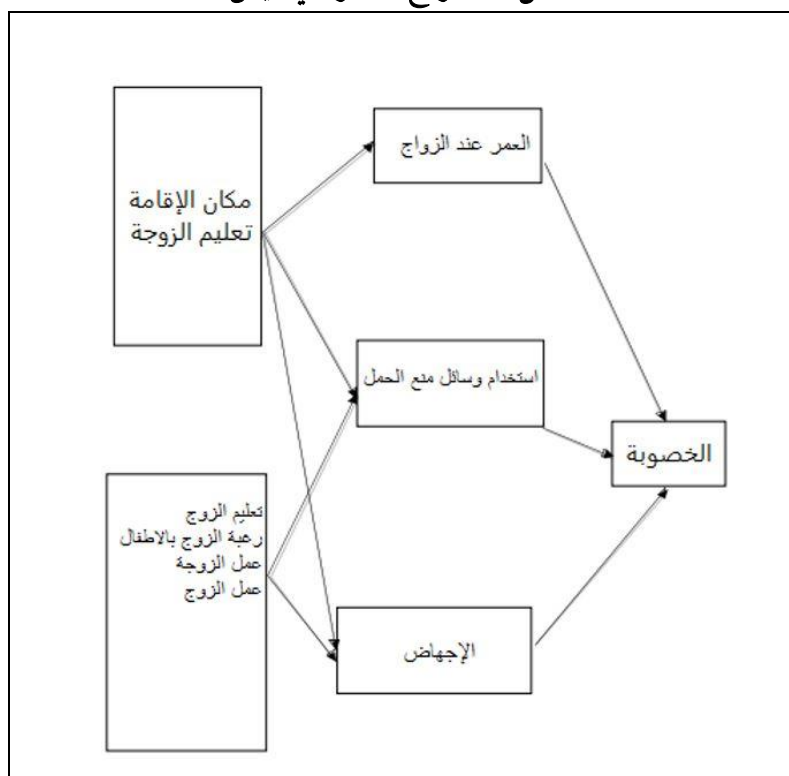 العمر عند الزواج
مكان الإقامة
تعليم الزوجة
استخدام وسائل منع الحمل
الخصوبة
تعليم الزوج
رغبة الزوج بالاطفال
عمل الزوجة
عمل الزوج
الإجهاض